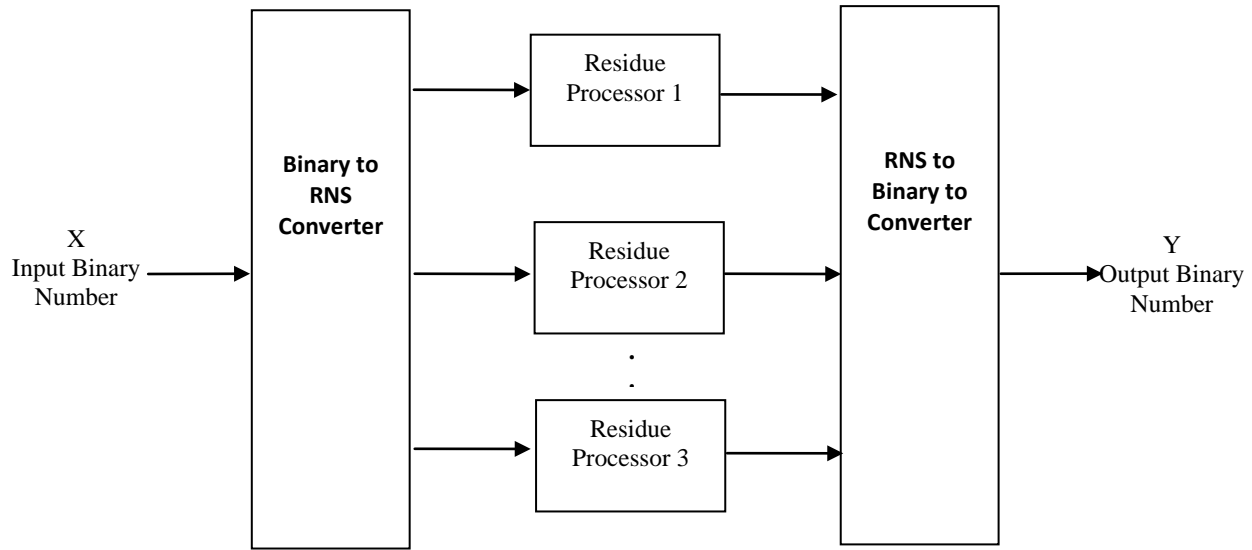 X
Input Binary
Number
Binary to
RNS
Converter
Residue
Processor 1
Residue
Processor 2
.
.
Residue
Processor 3
RNS to
Binary to
Converter
Y
Output Binary
Number